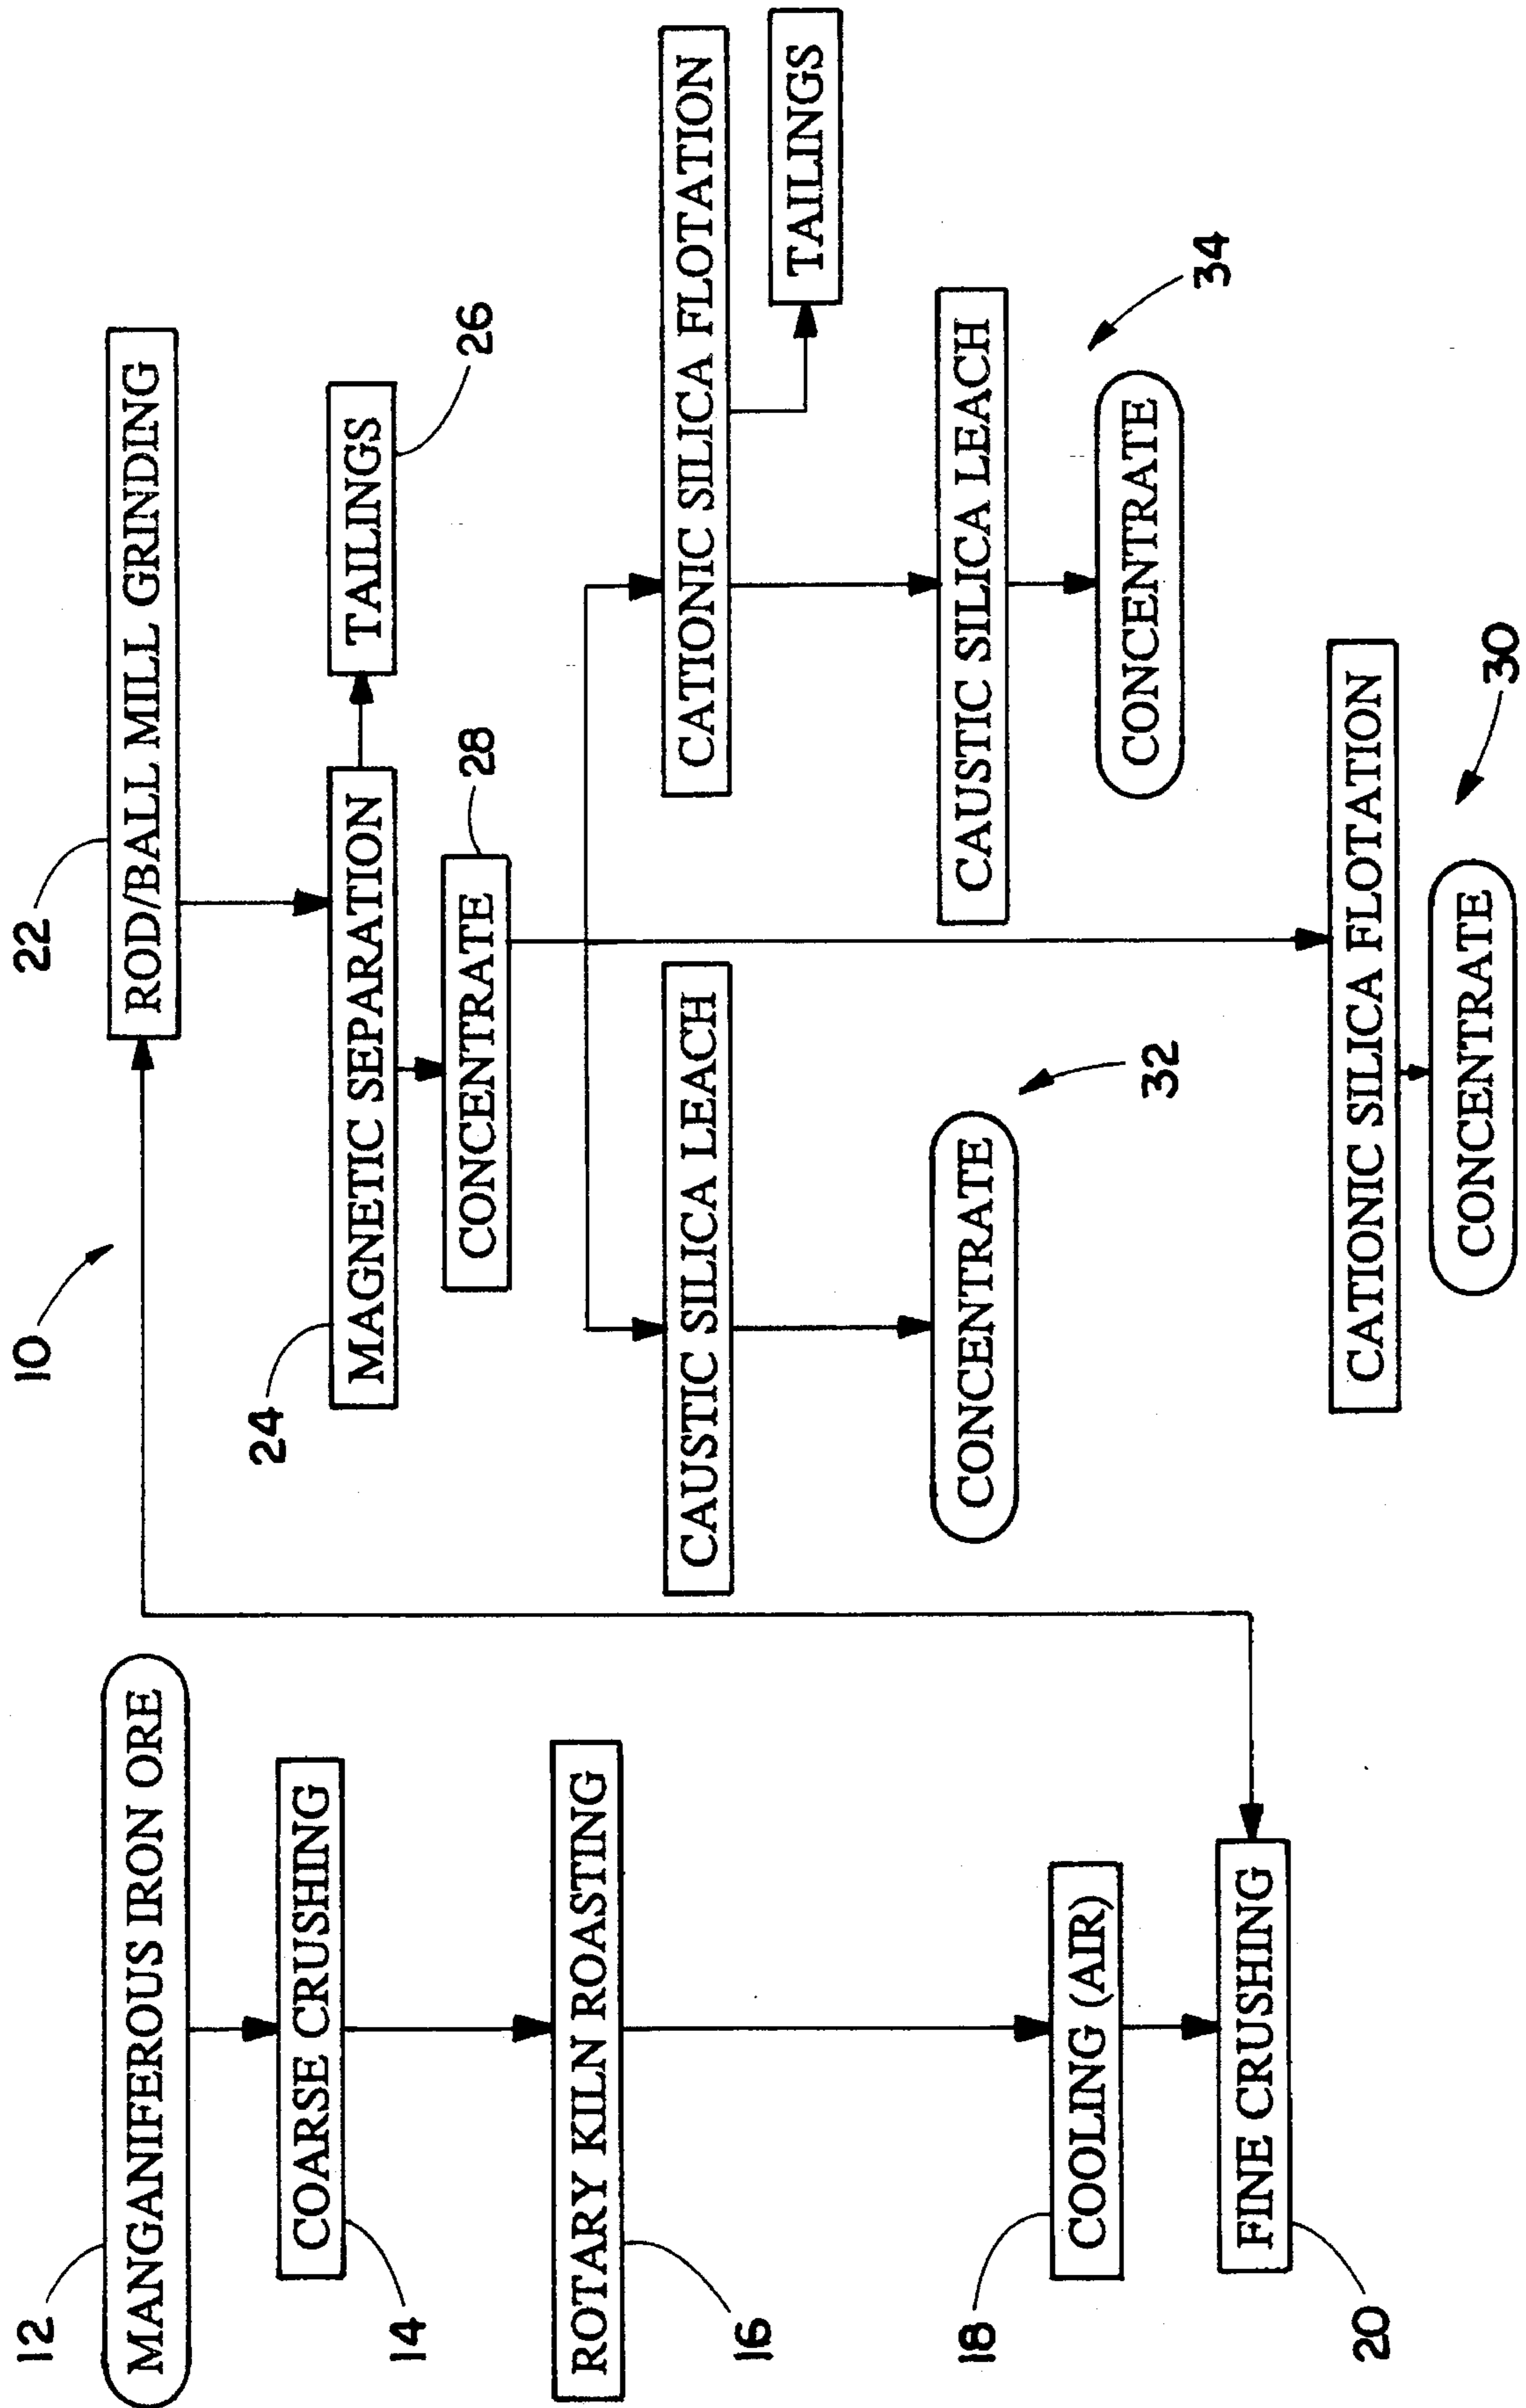 10
12
MANGANIFEROUS IRON ORE
14
COARSE CRUSHING
16
ROTARY KILN ROASTING
18
COOLING (AIR)
20
FINE CRUSHING
22
ROD/BALL MILL GRINDING
24
MAGNETIC SEPARATION
TAILINGS
26
CONCENTRATE
28
CAUSTIC SILICA LEACH
CONCENTRATE
32
CATIONIC SILICA FLOTATION
TAILINGS
CAUSTIC SILICA LEACH
CONCENTRATE
34
CATIONIC SILICA FLOTATION
CONCENTRATE
30